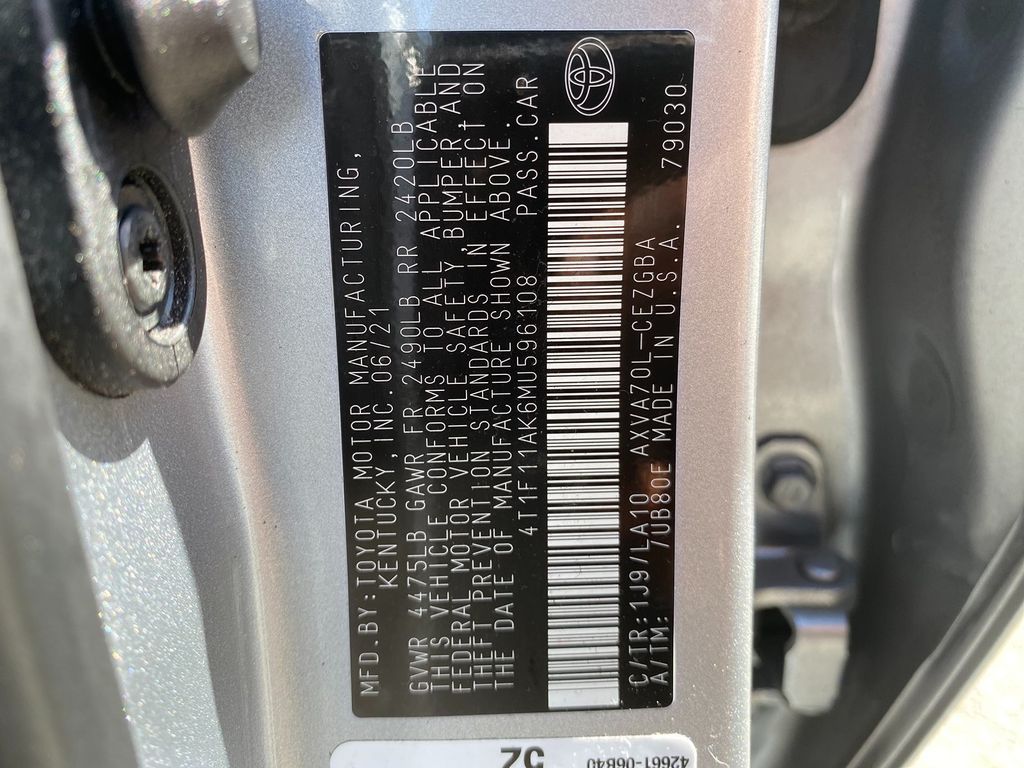 MFD.BY:TOYOTA MOTOR MANUFACTURING,
KENTUCKY,INC.06/21
GVWR 4475LB GAWR FR 2490LB RR 2420LB
THIS VEHICLE CONFORMS TO ALL APPLICABLE
FEDERAL MOTOR VEHICLE SAFETY,BUMPER,AND
THEFT PREVENTION STANDARDS IN EFFECT ON
THE DATE OF MANUFACTURE SHOWN ABOVE.
4T1F11AK6MU596108 PASS.CAR
C/TR:1J9/LA10 AXVA70L-CEZGBA
A/TM: /UB80E MADE IN U.S.A. 79030
52
42661-06B40